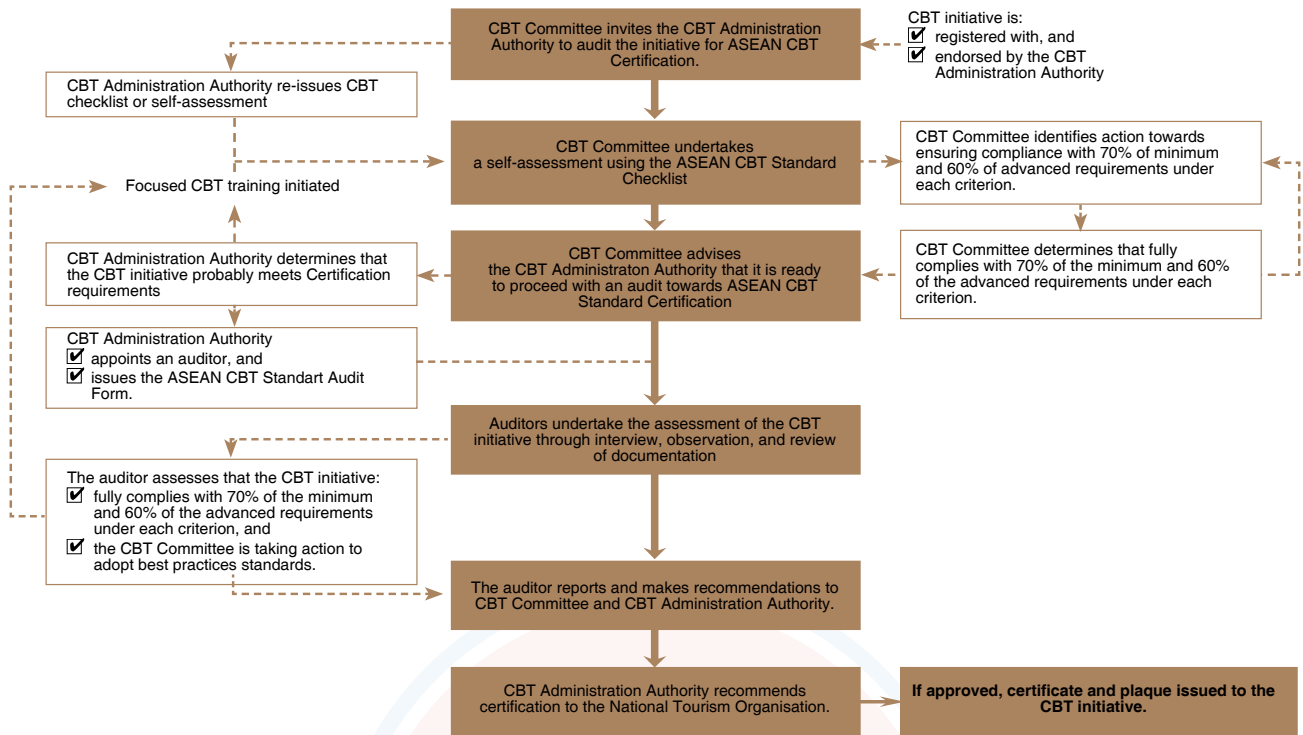 CBT Committee invites the CBT Administration
Authority to audit the initiative for ASEAN CBT
Certification.
CBT initiative is:
registered with, and
endorsed by the CBT
Administration Authority
CBT Administration Authority re-issues CBT
checklist or self-assessment
CBT Committee undertakes
a self-assessment using the ASEAN CBT Standard
Checklist
CBT Committee identifies action towards
ensuring compliance with 70% of minimum
and 60% of advanced requirements under
each criterion.
Focused CBT training initiated
CBT Administration Authority determines that
the CBT initiative probably meets Certification
requirements
CBT Committee advises
the CBT Administraton Authority that it is ready
to proceed with an audit towards ASEAN CBT
Standard Certification
CBT Committee determines that fully
complies with 70% of the minimum and 60%
of the advanced requirements under each
criterion.
CBT Administration Authority
appoints an auditor, and
issues the ASEAN CBT Standart Audit
Form.
Auditors undertake the assessment of the CBT
initiative through interview, observation, and review
of documentation
The auditor assesses that the CBT initiative:
fully complies with 70% of the minimum
and 60% of the advanced requirements
under each criterion, and
the CBT Committee is taking action to
adopt best practices standards.
The auditor reports and makes recommendations to
CBT Committee and CBT Administration Authority.
CBT Administration Authority recommends
certification to the National Tourism Organisation.
If approved, certificate and plaque issued to the
CBT initiative.